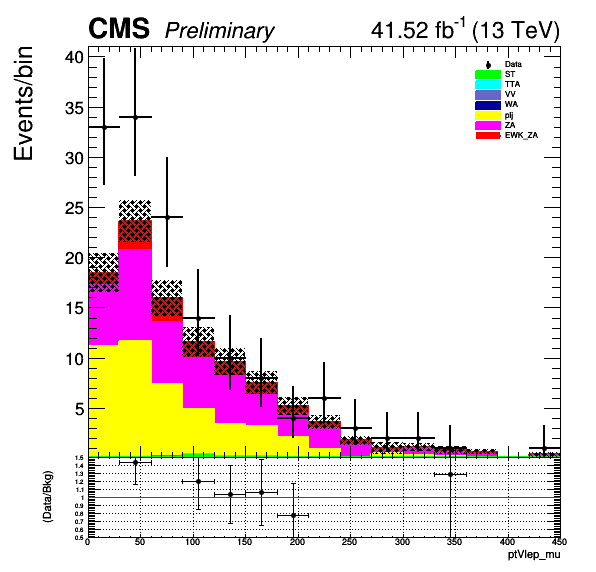 CMS Preliminary 41.52 fb⁻¹ (13 TeV)
Events/bin
40
35
30
25
20
15
10
5
Data
ST
TTA
VV
WA
plj
ZA
EWK_ZA
(Data/Bkg)
1.5
1.4
1.3
1.2
1.1
1
0.9
0.8
0.7
0.6
0.5
0 50 100 150 200 250 300 350 400 450
ptVlep_mu